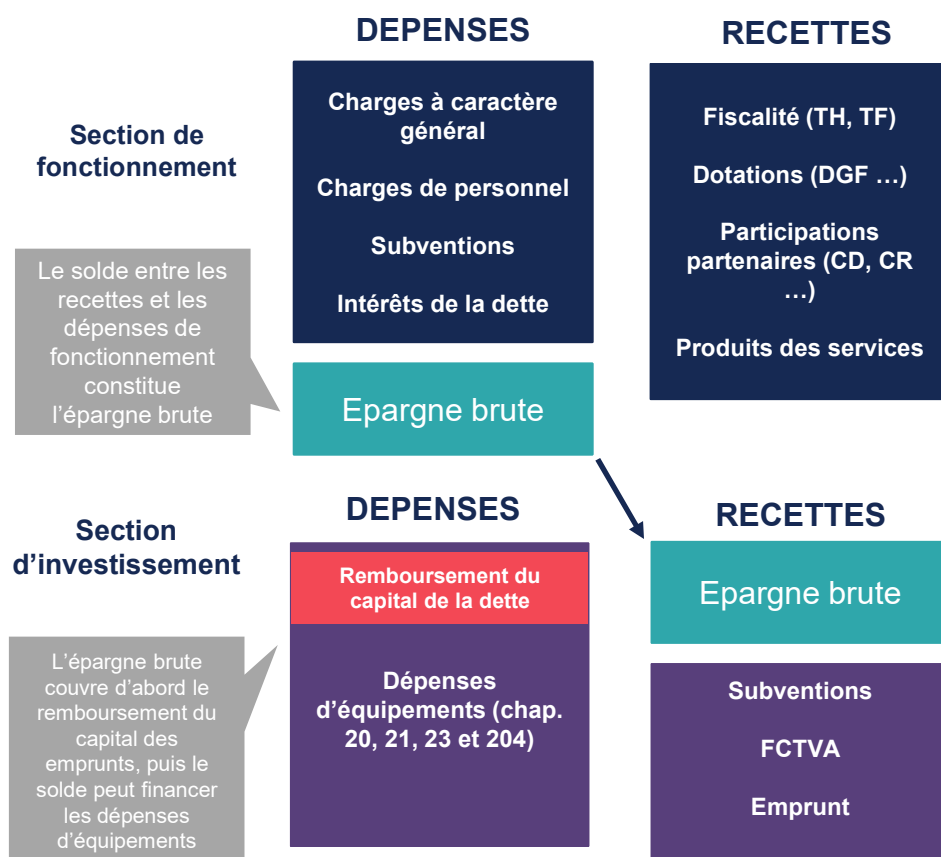 DEPENSES
RECETTES
Section de
fonctionnement
Charges à caractère
général
Charges de personnel
Subventions
Intérêts de la dette
Fiscalité (TH, TF)
Dotations (DGF ...)
Participations
partenaires (CD, CR
...)
Produits des services
Le solde entre les
recettes et les
dépenses de
fonctionnement
constitue
l’épargne brute
Epargne brute
Section
d’investissement
DEPENSES
RECETTES
Remboursement du
capital de la dette
Dépenses
d’équipements (chap.
20, 21, 23 et 204)
Epargne brute
Subventions
FCTVA
Emprunt
L’épargne brute
couvre d’abord le
remboursement du
capital des
emprunts, puis le
solde peut financer
les dépenses
d’équipements